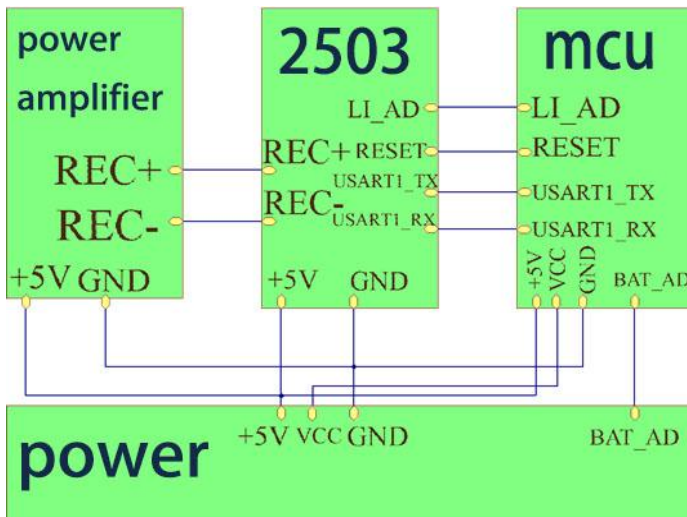 power
amplifier
REC+
REC-
+5V GND
2503
LI_AD
REC+ RESET
USART1_TX
REC-
USART1_RX
+5V GND
mcu
LI_AD
RESET
USART1_TX
USART1_RX
+5V VCC GND BAT_AD
+5V VCC GND BAT_AD
power